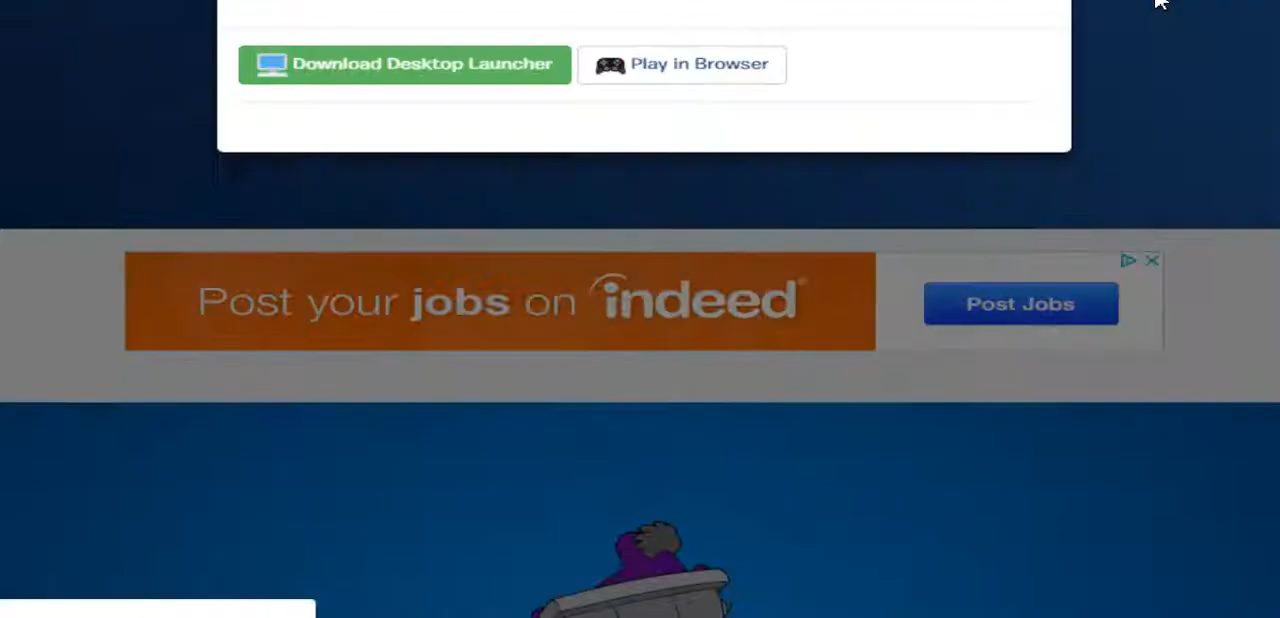 Download Desktop Launcher
Play in Browser
Post your jobs on indeed
Post Jobs